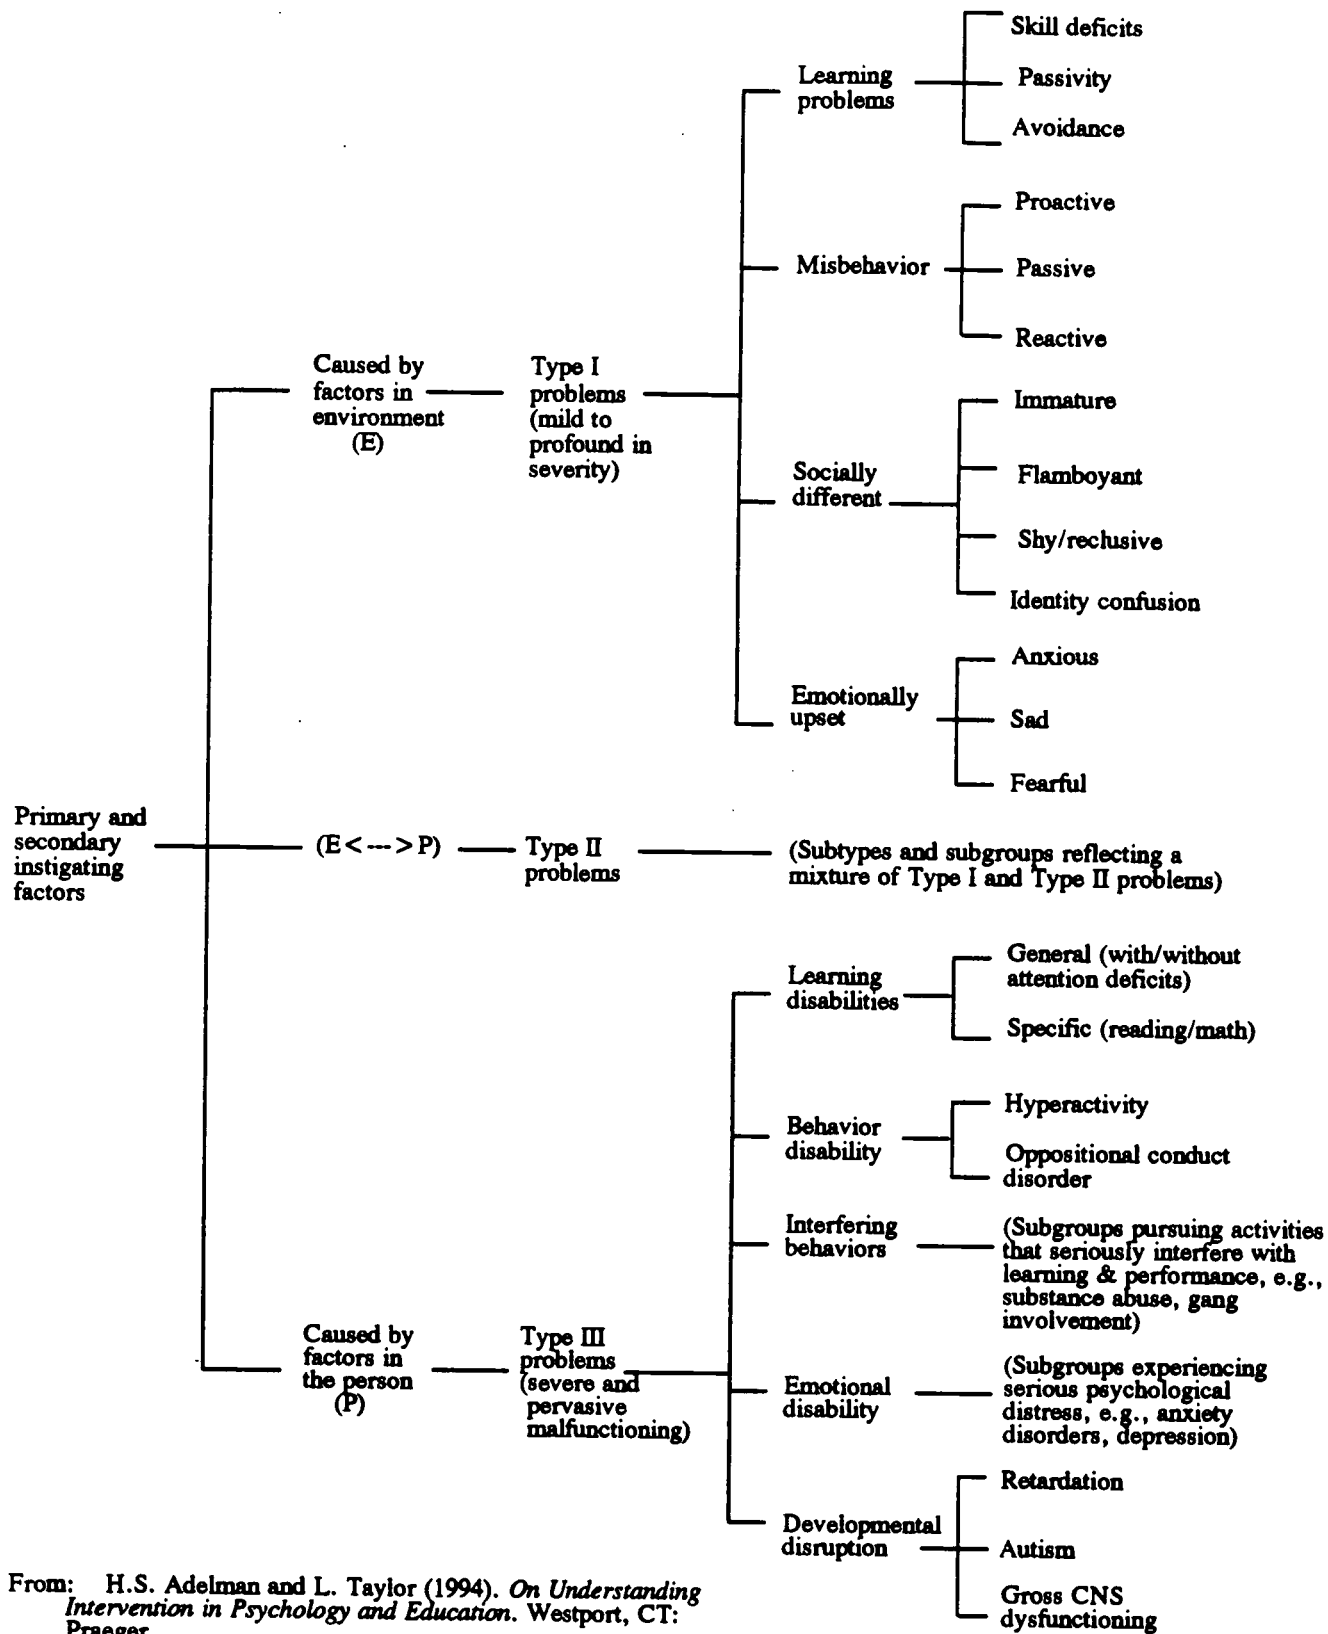 Skill deficits
Learning
problems
Passivity
Avoidance
Proactive
Misbehavior
Passive
Reactive
Caused by
factors in
environment
(E)
Type I
problems
(mild to
profound in
severity)
Immature
Socially
different
Flamboyant
Shy/reclusive
Identity confusion
Anxious
Emotionally
upset
Sad
Fearful
Primary and
secondary
instigating
factors
(E<--->P)
Type II
problems
(Subtypes and subgroups reflecting a
mixture of Type I and Type II problems)
Learning
disabilities
General (with/without
attention deficits)
Specific (reading/math)
Behavior
disability
Hyperactivity
Oppositional conduct
disorder
Interfering
behaviors
(Subgroups pursuing activities
that seriously interfere with
learning & performance, e.g.,
substance abuse, gang
involvement)
Caused by
factors in
the person
(P)
Type III
problems
(severe and
pervasive
malfunctioning)
Emotional
disability
(Subgroups experiencing
serious psychological
distress, e.g., anxiety
disorders, depression)
Developmental
disruption
Retardation
Autism
Gross CNS
dysfunctioning
From: H.S. Adelman and L. Taylor (1994). On Understanding
Intervention in Psychology and Education. Westport, CT:
Praeger